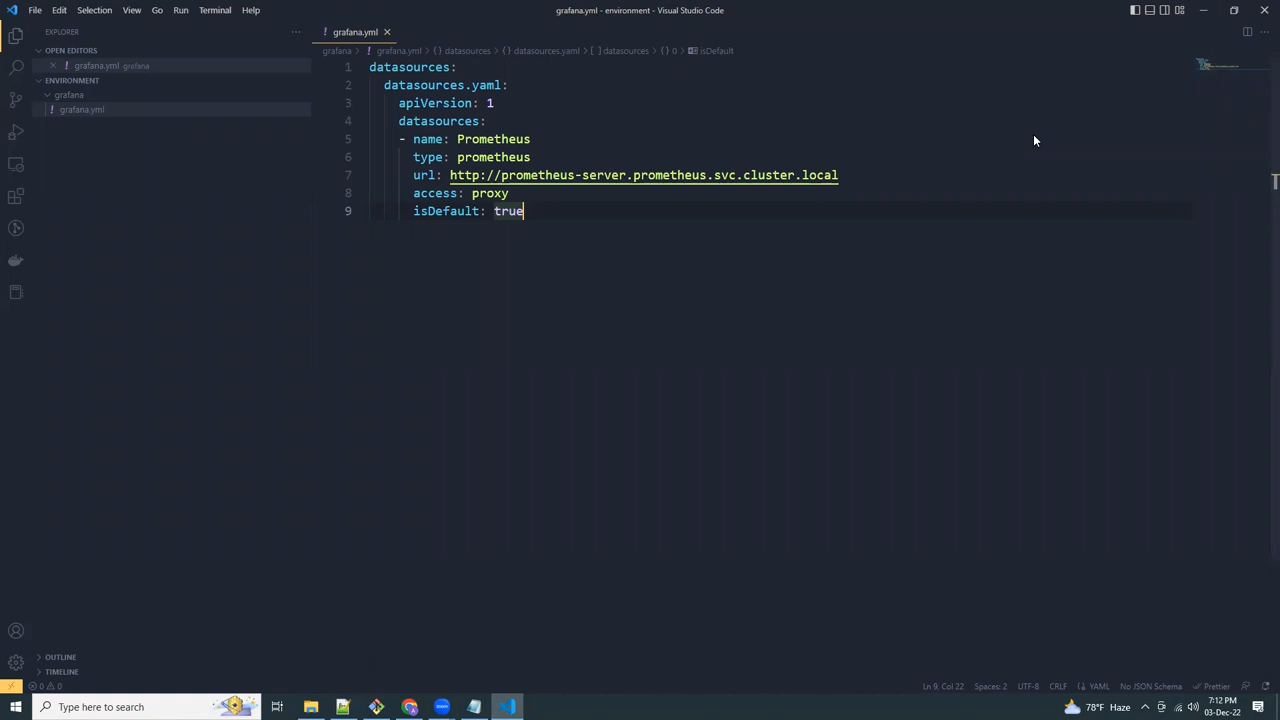 File Edit Selection View Go Run Terminal Help
grafana.yml - environment - Visual Studio Code
EXPLORER
OPEN EDITORS
grafana.yml grafana
ENVIRONMENT
grafana
grafana.yml
grafana.yml
grafana > grafana.yml > {} datasources > {} datasources.yaml > [ ] datasources > {} 0 > isDefault
1 datasources:
2 datasources.yaml:
3 apiVersion: 1
4 datasources:
5 - name: Prometheus
6 type: prometheus
7 url: http://prometheus-server.prometheus.svc.cluster.local
8 access: proxy
9 isDefault: true
OUTLINE
TIMELINE
0 0
Ln 9, Col 22 Spaces: 2 UTF-8 CRLF {} YAML No JSON Schema Prettier
Type here to search
78°F Haze
7:12 PM
03-Dec-22